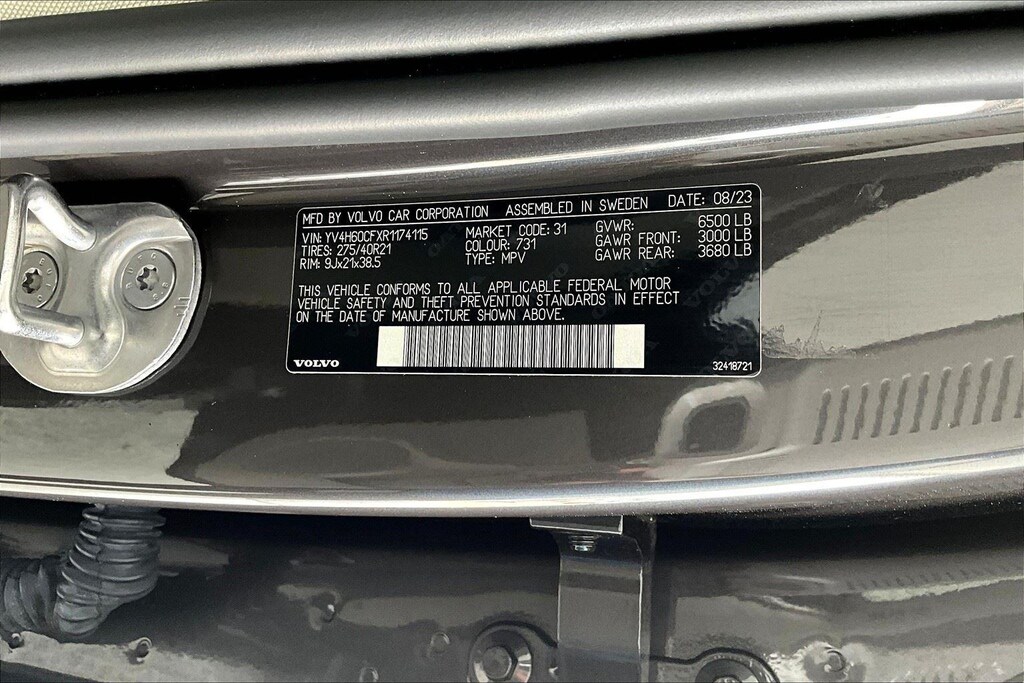 MFD BY VOLVO CAR CORPORATION ASSEMBLED IN SWEDEN DATE: 08/23
VIN: YV4H60CFXR1174115 MARKET CODE: 31 GVWR: 6500 LB
TIRES: 275/40R21 COLOUR: 731 GAWR FRONT: 3000 LB
RIM: 9Jx21x38.5 TYPE: MPV GAWR REAR: 3680 LB
THIS VEHICLE CONFORMS TO ALL APPLICABLE FEDERAL MOTOR
VEHICLE SAFETY AND THEFT PREVENTION STANDARDS IN EFFECT
ON THE DATE OF MANUFACTURE SHOWN ABOVE.
VOLVO 32418721